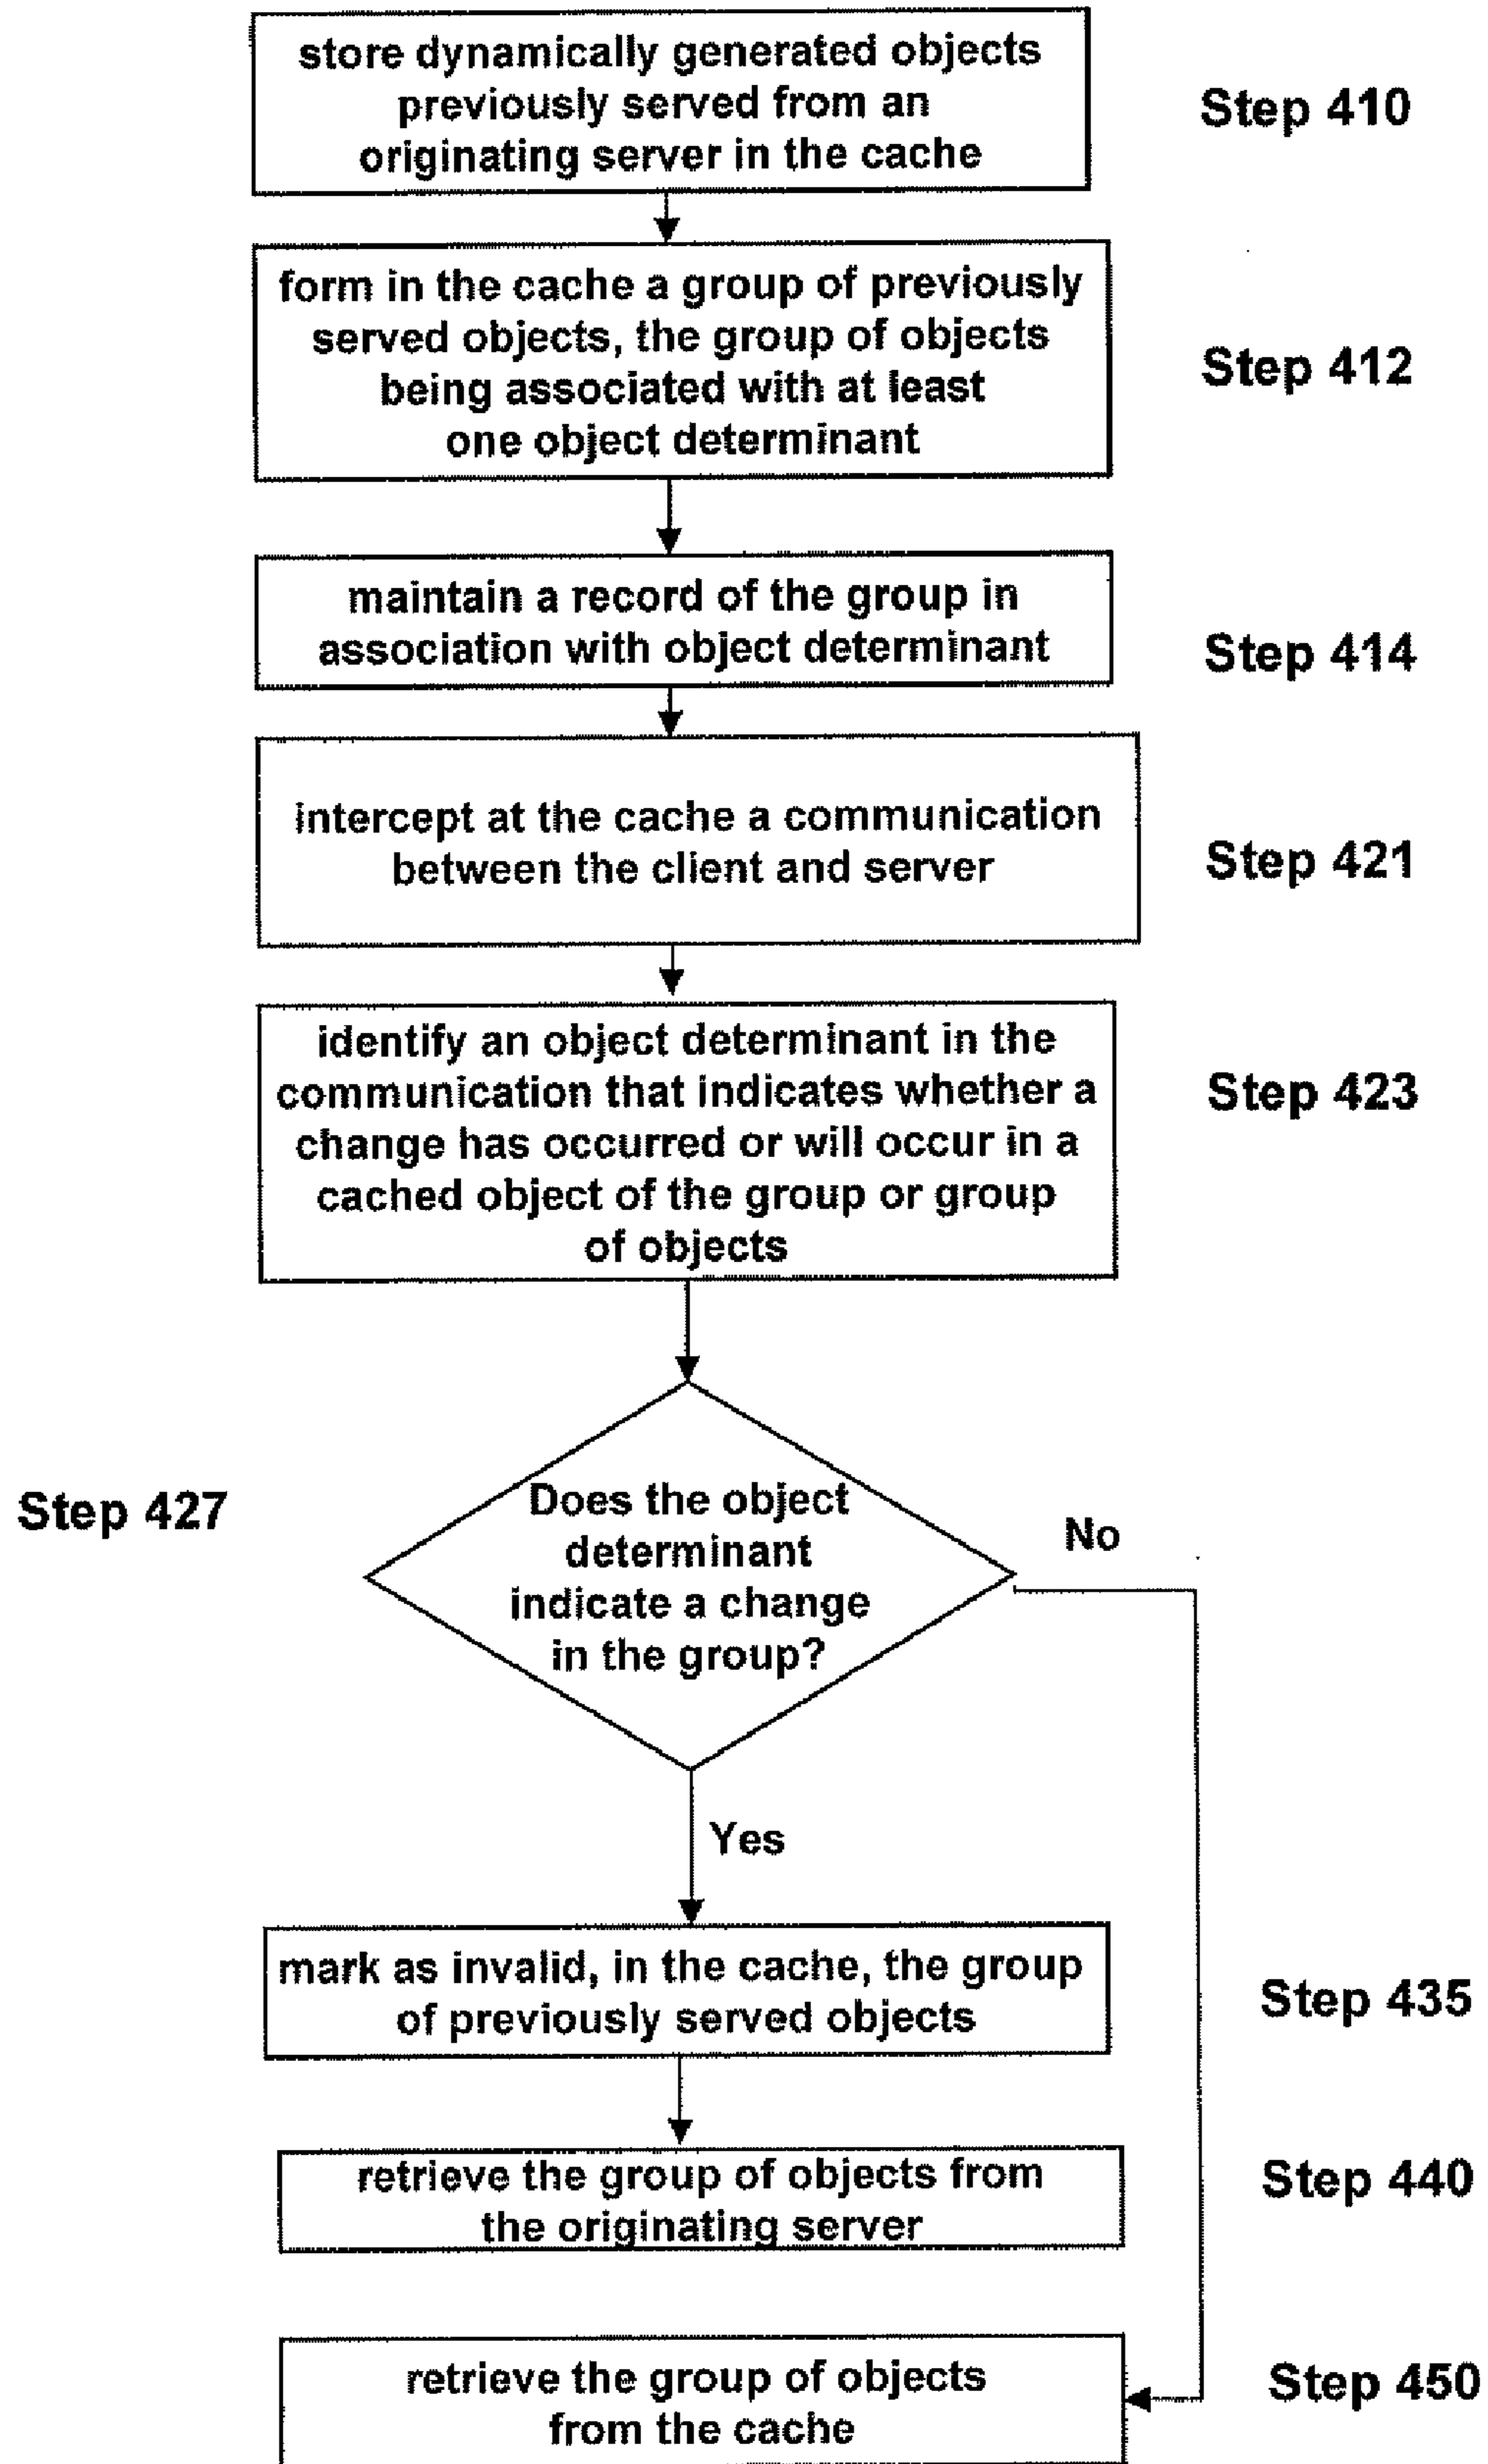 store dynamically generated objects
previously served from an
originating server in the cache
Step 410
form in the cache a group of previously
served objects, the group of objects
being associated with at least
one object determinant
Step 412
maintain a record of the group in
association with object determinant
Step 414
intercept at the cache a communication
between the client and server
Step 421
identify an object determinant in the
communication that indicates whether a
change has occurred or will occur in a
cached object of the group or group
of objects
Step 423
Step 427
Does the object
determinant
indicate a change
in the group?
No
Yes
mark as invalid, in the cache, the group
of previously served objects
Step 435
retrieve the group of objects from
the originating server
Step 440
retrieve the group of objects
from the cache
Step 450